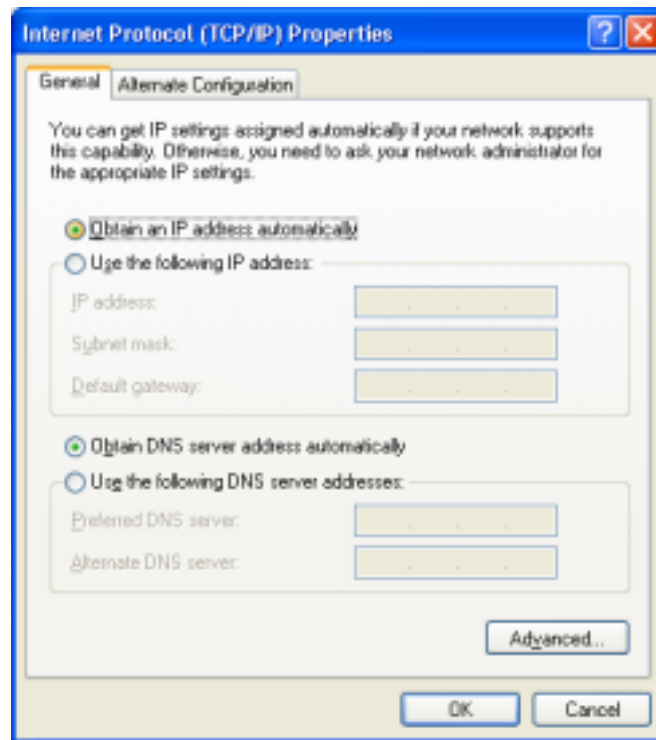 Internet Protocol (TCP/IP) Properties
General
Alternate Configuration
You can get IP settings assigned automatically if your network supports
this capability. Otherwise, you need to ask your network administrator for
the appropriate IP settings.
Obtain an IP address automatically
Use the following IP address:
IP address:
Subnet mask:
Default gateway:
Obtain DNS server address automatically
Use the following DNS server addresses:
Preferred DNS server:
Alternate DNS server:
Advanced...
OK
Cancel